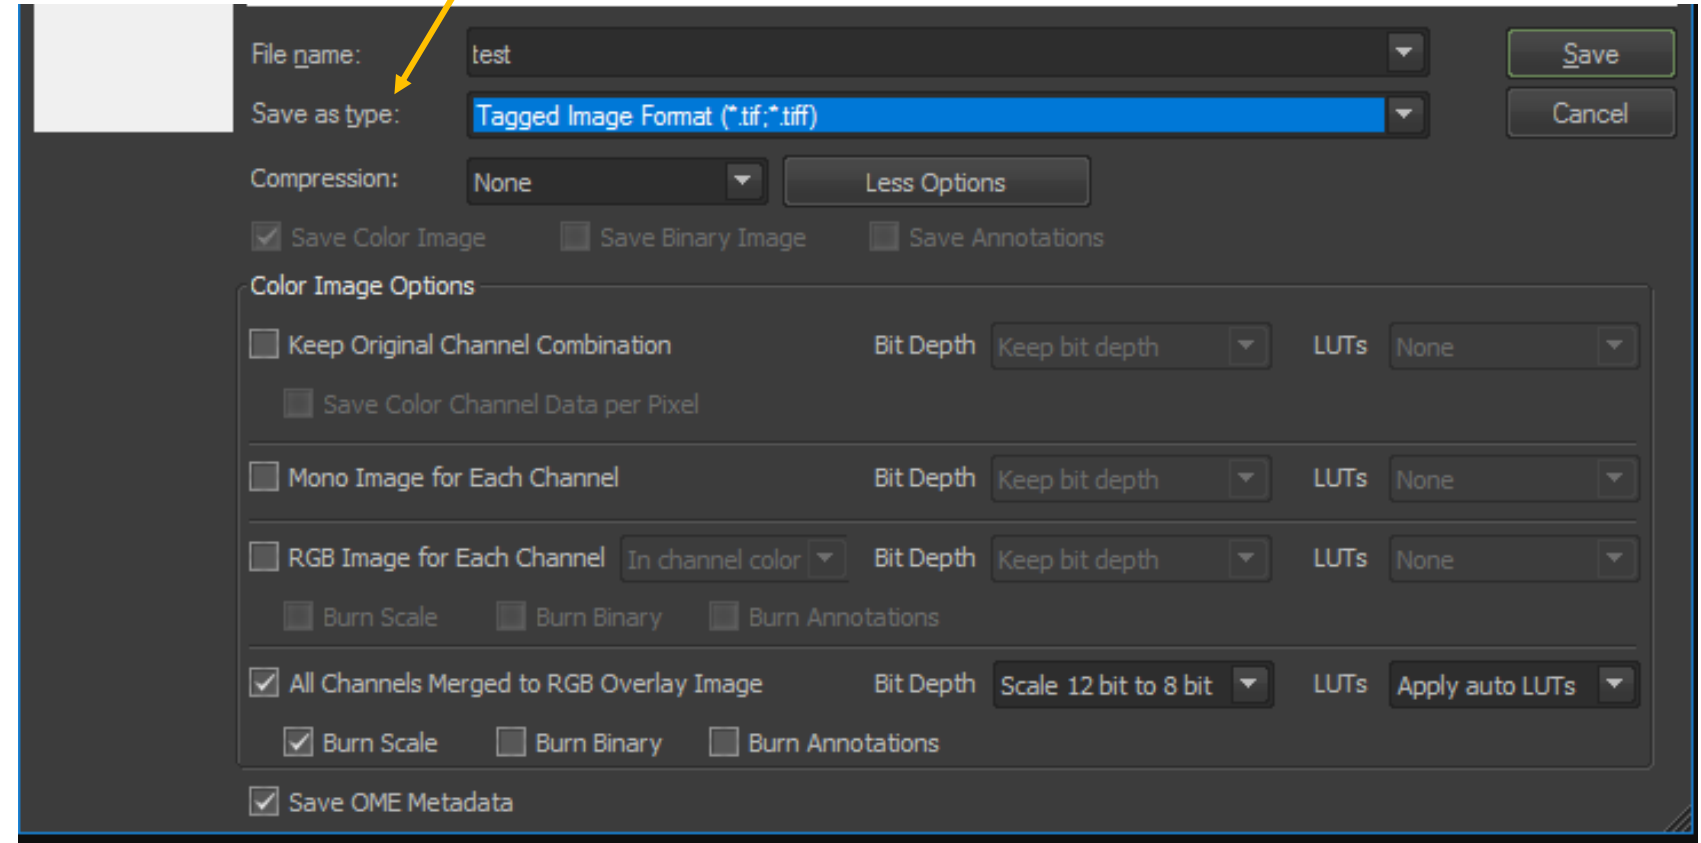 File name: test Save
Save as type: Tagged Image Format (*.tif;*.tiff) Cancel
Compression: None Less Options
Save Color Image Save Binary Image Save Annotations
Color Image Options
Keep Original Channel Combination Bit Depth Keep bit depth LUTs None
Save Color Channel Data per Pixel
Mono Image for Each Channel Bit Depth Keep bit depth LUTs None
RGB Image for Each Channel In channel color Bit Depth Keep bit depth LUTs None
Burn Scale Burn Binary Burn Annotations
All Channels Merged to RGB Overlay Image Bit Depth Scale 12 bit to 8 bit LUTs Apply auto LUTs
Burn Scale Burn Binary Burn Annotations
Save OME Metadata